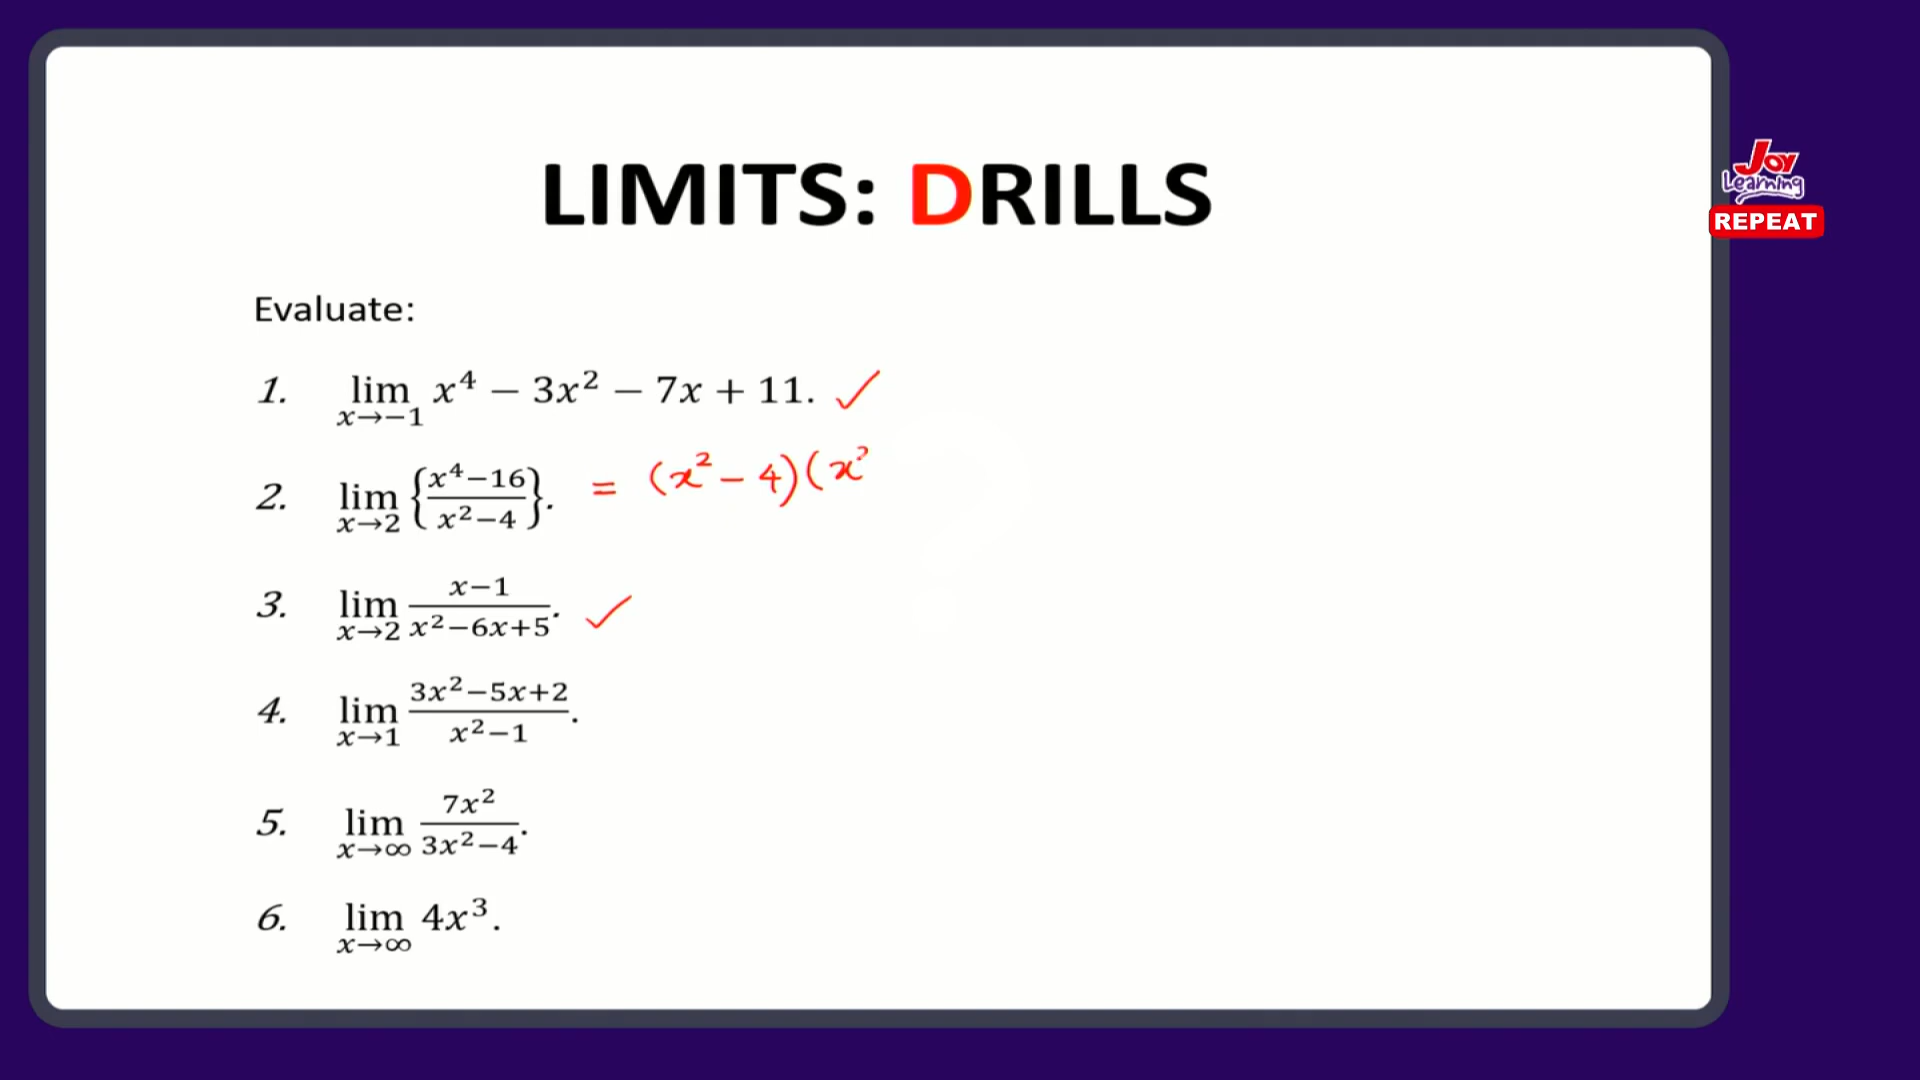 LIMITS: DRILLS
Joy
Learning
REPEAT
Evaluate:
1. lim x→−1 x⁴ − 3x² − 7x + 11. ✓
2. lim x→2 {x⁴−16 / x²−4}. = (x² − 4)(x²
3. lim x→2 x−1 / x²−6x+5. ✓
4. lim x→1 3x²−5x+2 / x²−1.
5. lim x→∞ 7x² / 3x²−4.
6. lim x→∞ 4x³.